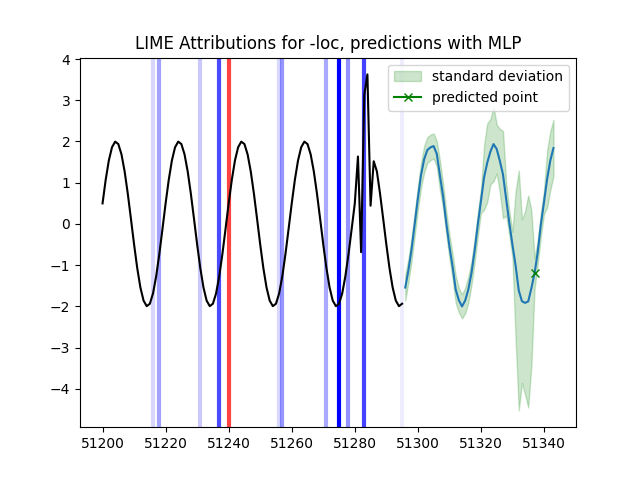 LIME Attributions for -loc, predictions with MLP
standard deviation
predicted point
4
3
2
1
0
−1
−2
−3
−4
51200 51220 51240 51260 51280 51300 51320 51340